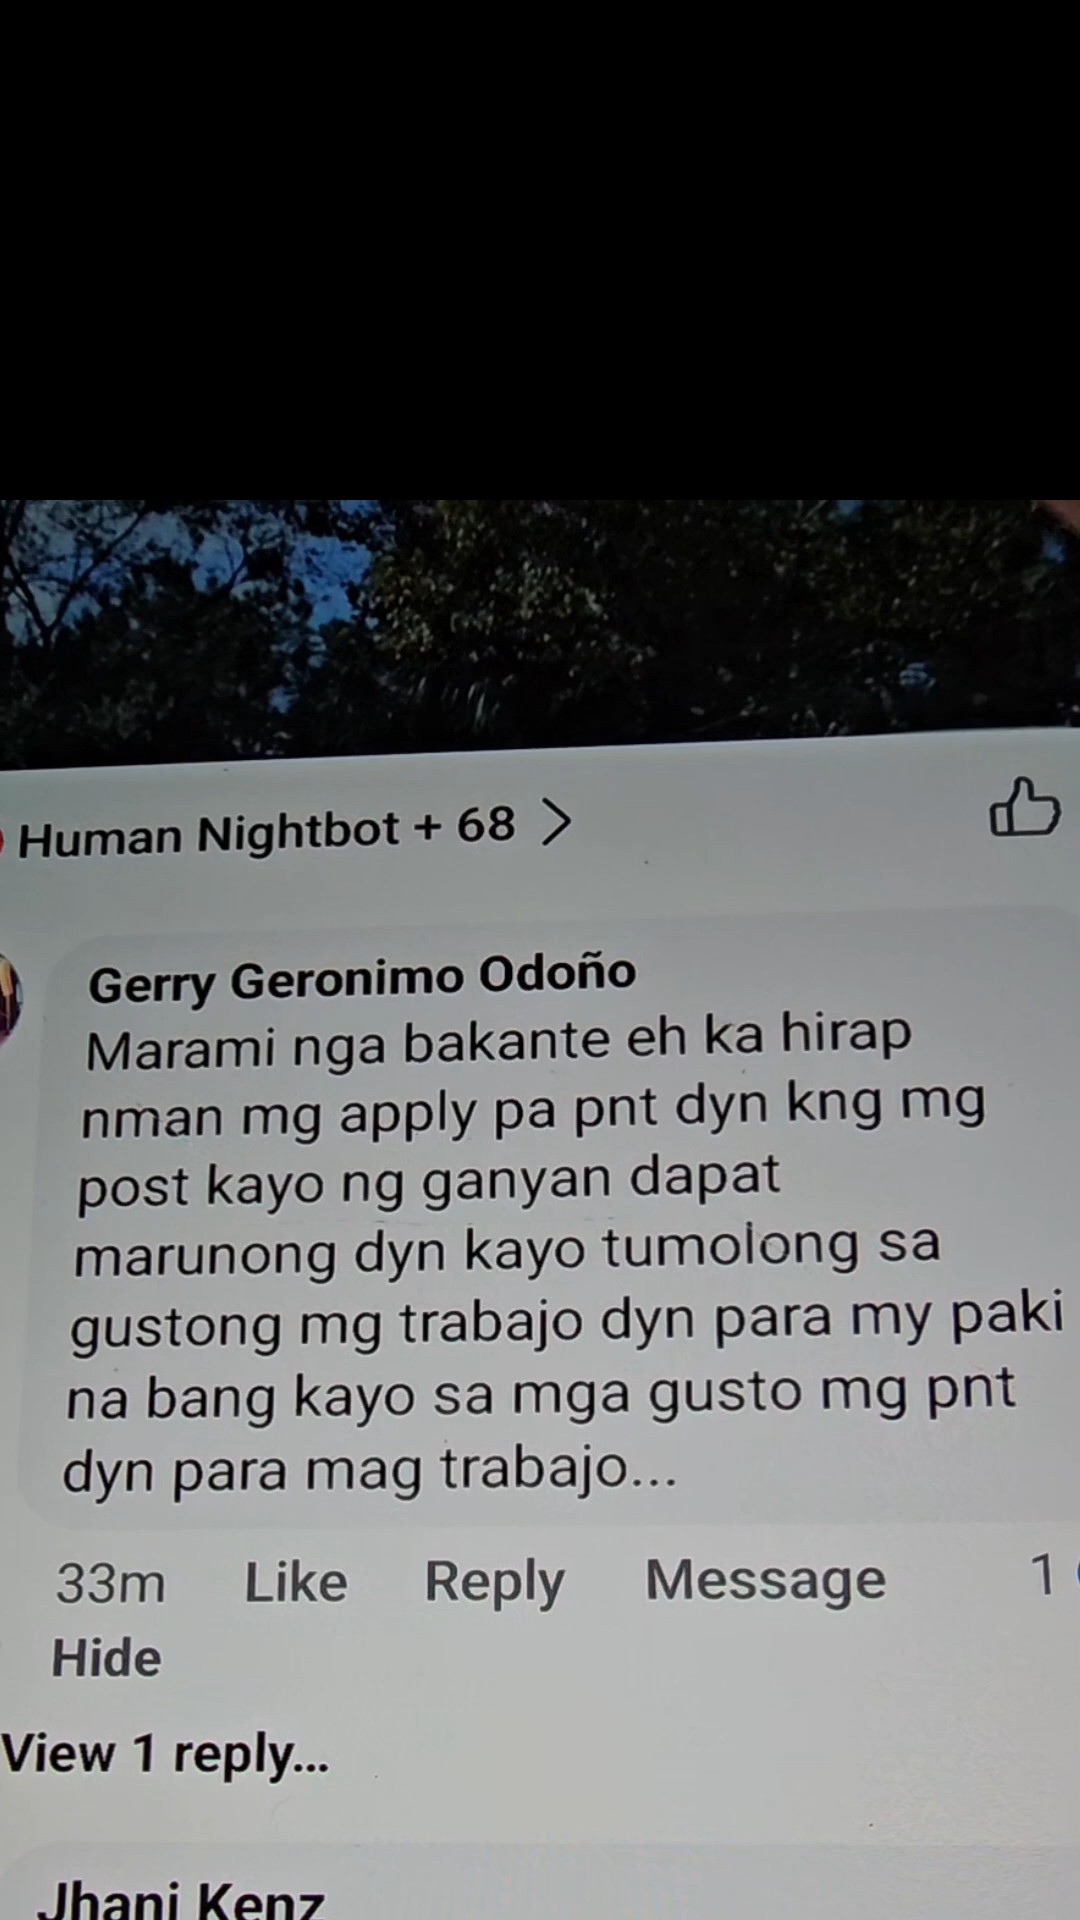 Human Nightbot + 68 >
Gerry Geronimo Odoño
Marami nga bakante eh ka hirap
nman mg apply pa pnt dyn kng mg
post kayo ng ganyan dapat
marunong dyn kayo tumolong sa
gustong mg trabajo dyn para my paki
na bang kayo sa mga gusto mg pnt
dyn para mag trabajo...
33m Like Reply Message 1
Hide
View 1 reply...
Jhani Kenz